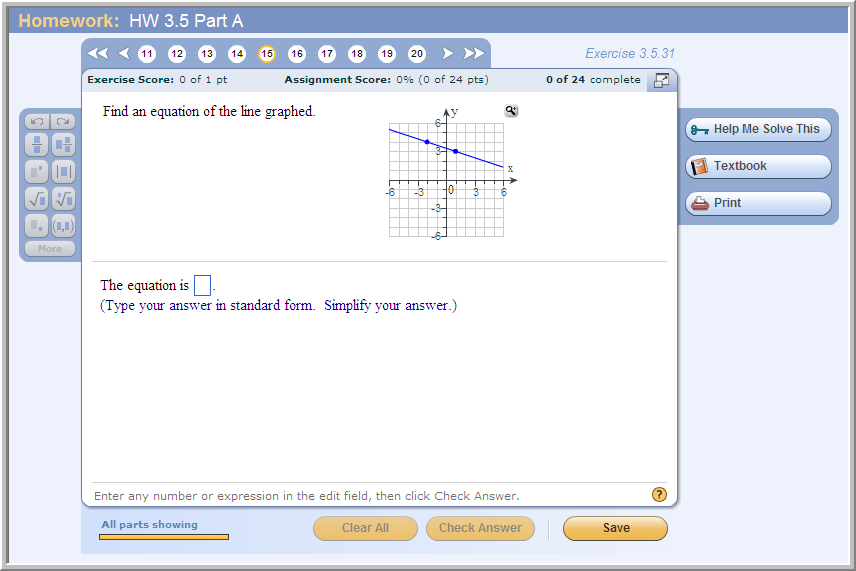 Homework: HW 3.5 Part A
11 12 13 14 15 16 17 18 19 20
Exercise 3.5.31
Exercise Score: 0 of 1 pt Assignment Score: 0% (0 of 24 pts) 0 of 24 complete
Find an equation of the line graphed.
y
6
3
x
-6 -3 0 3 6
-3
-6
The equation is .
(Type your answer in standard form. Simplify your answer.)
More
Help Me Solve This
Textbook
Print
Enter any number or expression in the edit field, then click Check Answer.
?
All parts showing
Clear All Check Answer Save